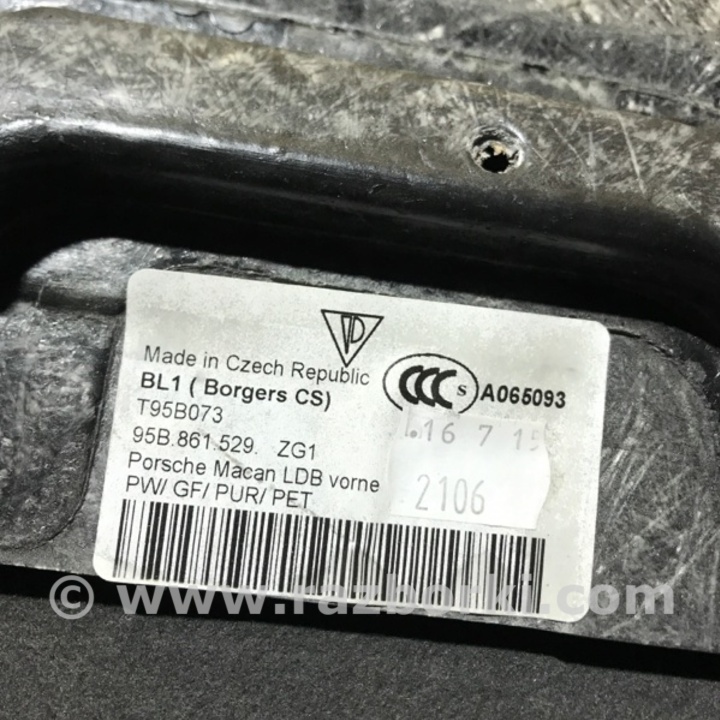 Made in Czech Republic
BL1 ( Borgers CS)
T95B073
95B.861.529. ZG1
Porsche Macan LDB vorne
PW/ GF/ PUR/ PET
CCC S A065093
16 7 15
2106
© www.razborki.com